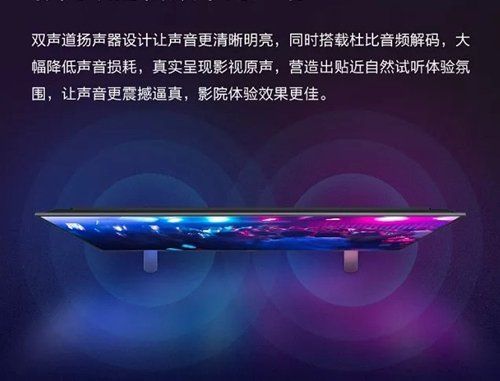 双声道扬声器设计让声音更清晰明亮，同时搭载杜比音频解码，大
幅降低声音损耗，真实呈现影视原声，营造出贴近自然试听体验氛
围，让声音更震撼逼真，影院体验效果更佳。